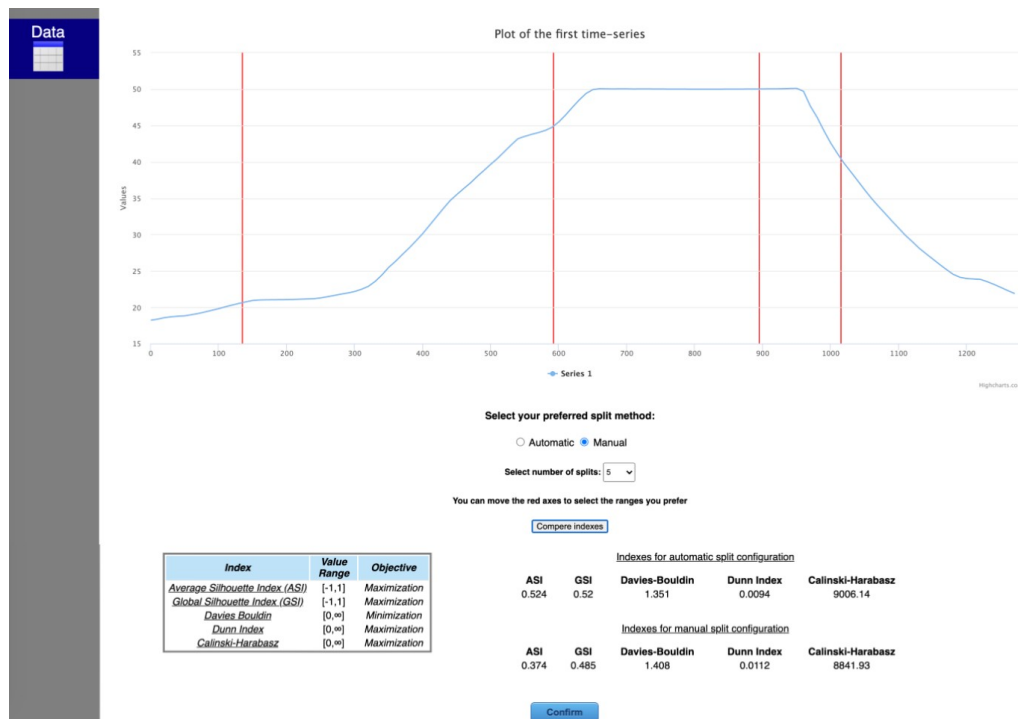 Data
Plot of the first time-series
55
50
45
40
35
30
25
20
15
Values
0 100 200 300 400 500 600 700 800 900 1000 1100 1200
Series 1
Highcharts.co
Select your preferred split method:
Automatic Manual
Select number of splits: 5
You can move the red axes to select the ranges you prefer
Compere indexes
Index Value Range Objective
Average Silhouette Index (ASI) [-1,1] Maximization
Global Silhouette Index (GSI) [-1,1] Maximization
Davies Bouldin [0,∞] Minimization
Dunn Index [0,∞] Maximization
Calinski-Harabasz [0,∞] Maximization
Indexes for automatic split configuration
ASI GSI Davies-Bouldin Dunn Index Calinski-Harabasz
0.524 0.52 1.351 0.0094 9006.14
Indexes for manual split configuration
ASI GSI Davies-Bouldin Dunn Index Calinski-Harabasz
0.374 0.485 1.408 0.0112 8841.93
Confirm